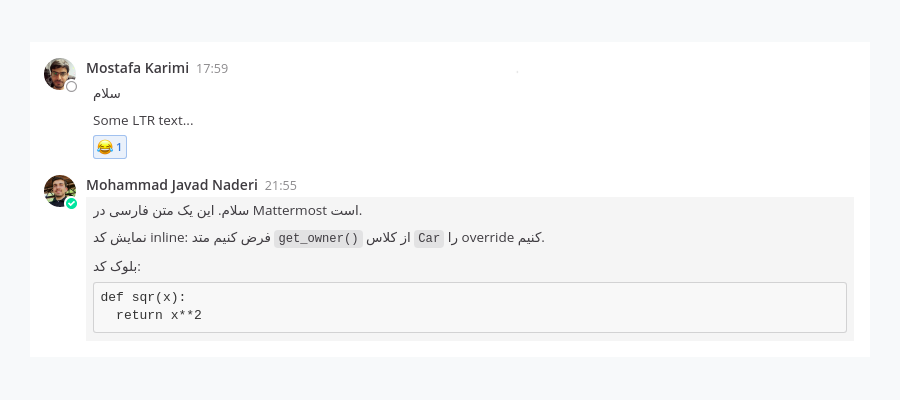 Mostafa Karimi 17:59
سلام
Some LTR text...
😂 1
Mohammad Javad Naderi 21:55
سلام. این یک متن فارسی در Mattermost است.
نمایش کد inline: فرض کنیم متد get_owner() از کلاس Car را override کنیم.
بلوک کد:
def sqr(x):
  return x**2